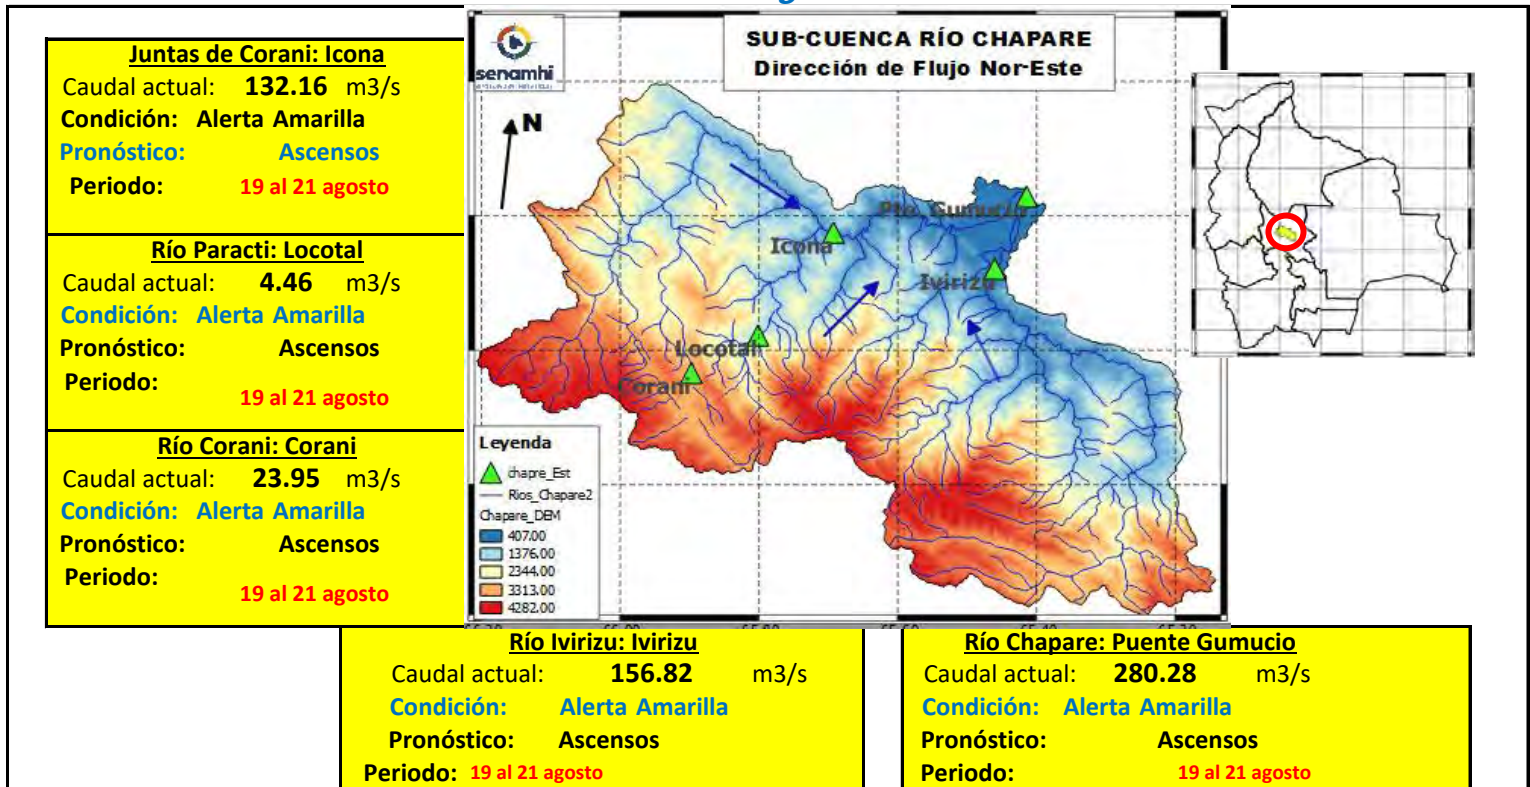 Juntas de Corani: Icona
Caudal actual: 132.16 m3/s
Condición: Alerta Amarilla
Pronóstico: Ascensos
Periodo: 19 al 21 agosto
Río Paracti: Locotal
Caudal actual: 4.46 m3/s
Condición: Alerta Amarilla
Pronóstico: Ascensos
Periodo: 19 al 21 agosto
Río Corani: Corani
Caudal actual: 23.95 m3/s
Condición: Alerta Amarilla
Pronóstico: Ascensos
Periodo: 19 al 21 agosto
senamhi
SUB-CUENCA RÍO CHAPARE
Dirección de Flujo Nor-Este
N
Pte. Gumucio
Icona
Ivirizu
Locotal
Corani
Leyenda
chapre_Est
Rios_Chapare2
Chapare_DEM
407.00
1376.00
2344.00
3313.00
4282.00
Río Ivirizu: Ivirizu
Caudal actual: 156.82 m3/s
Condición: Alerta Amarilla
Pronóstico: Ascensos
Periodo: 19 al 21 agosto
Río Chapare: Puente Gumucio
Caudal actual: 280.28 m3/s
Condición: Alerta Amarilla
Pronóstico: Ascensos
Periodo: 19 al 21 agosto